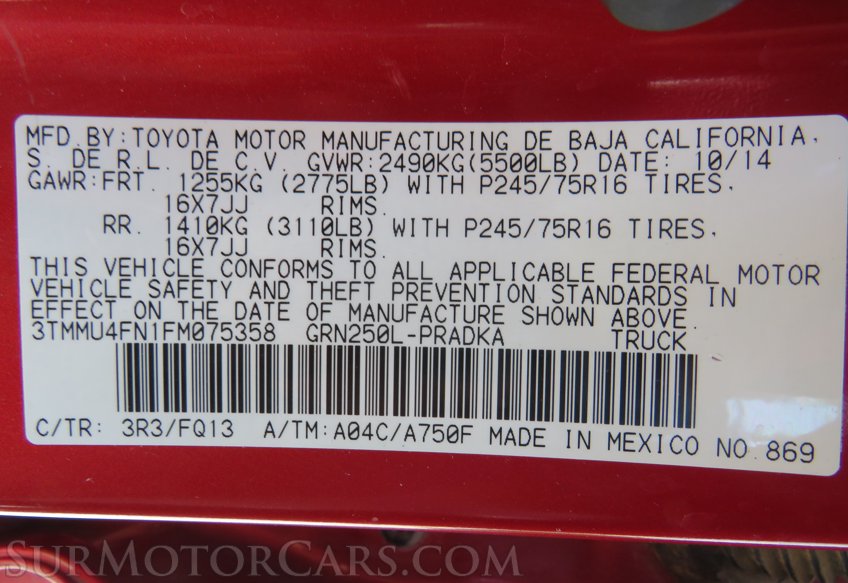 MFD.BY:TOYOTA MOTOR MANUFACTURING DE BAJA CALIFORNIA,
S. DE R.L. DE C.V. GVWR:2490KG(5500LB) DATE: 10/14
GAWR:FRT. 1255KG (2775LB) WITH P245/75R16 TIRES,
16X7JJ RIMS.
RR. 1410KG (3110LB) WITH P245/75R16 TIRES,
16X7JJ RIMS.
THIS VEHICLE CONFORMS TO ALL APPLICABLE FEDERAL MOTOR
VEHICLE SAFETY AND THEFT PREVENTION STANDARDS IN
EFFECT ON THE DATE OF MANUFACTURE SHOWN ABOVE.
3TMMU4FN1FM075358 GRN250L-PRADKA TRUCK
C/TR: 3R3/FQ13 A/TM:A04C/A750F MADE IN MEXICO NO.869
SurMotorCars.com